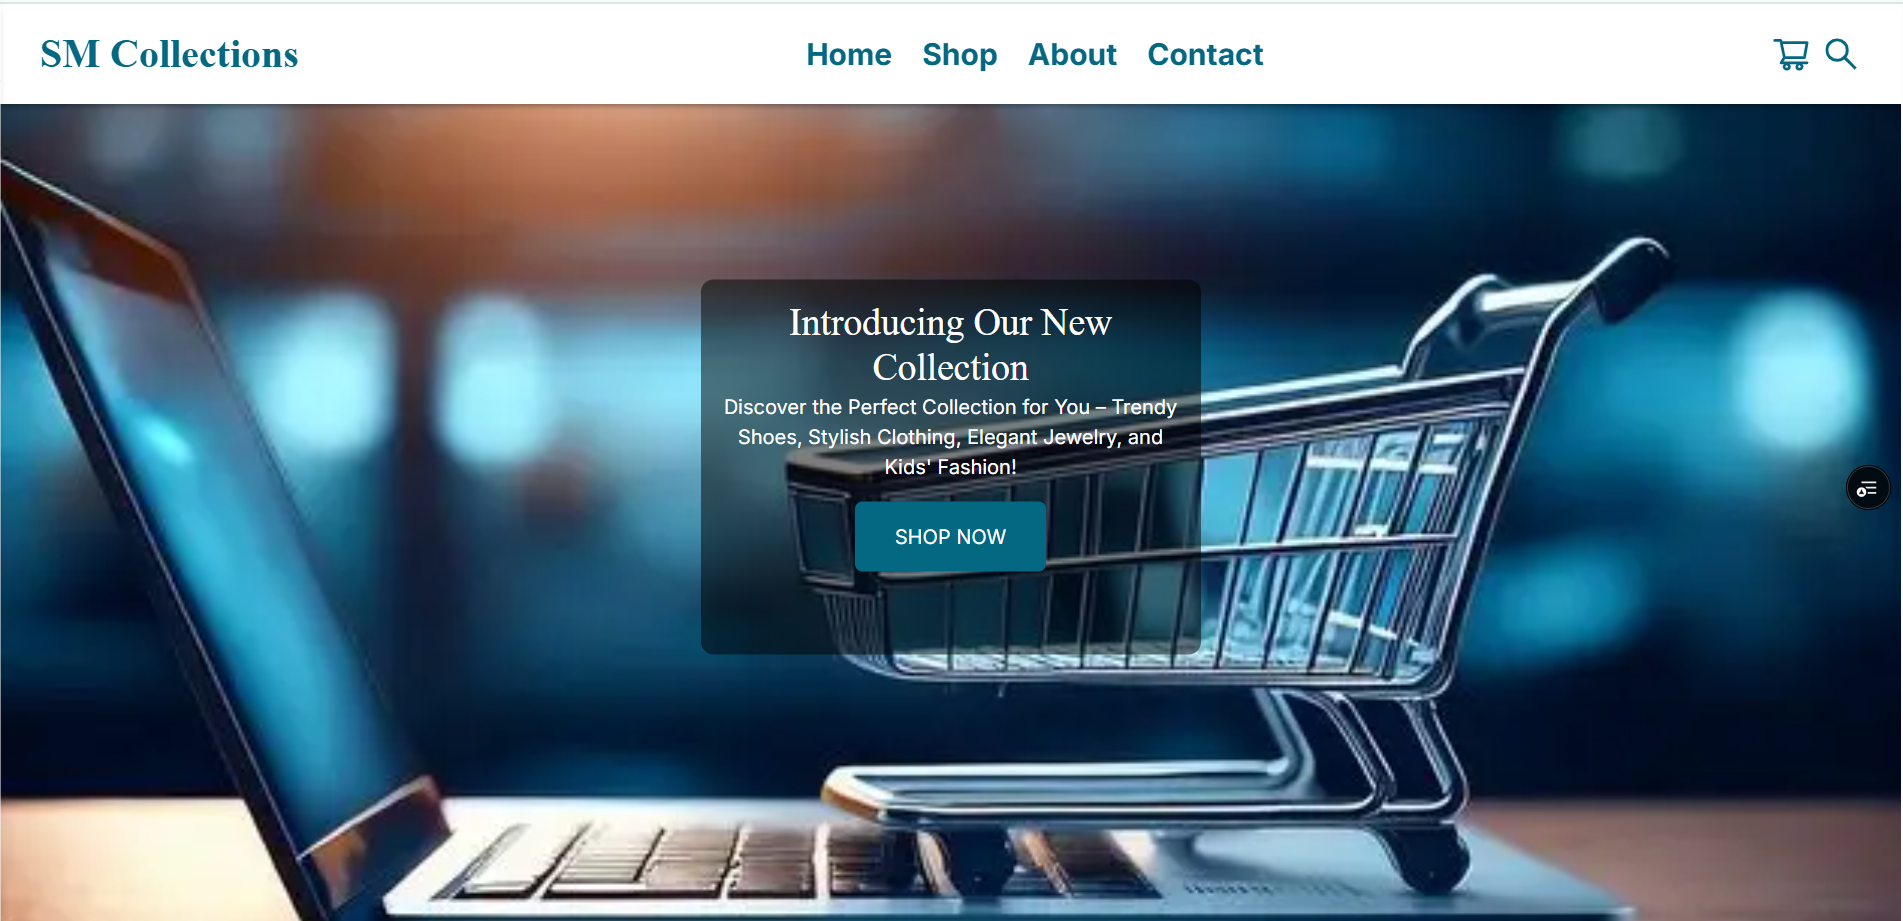 SM Collections
Home Shop About Contact
Introducing Our New
Collection
Discover the Perfect Collection for You – Trendy
Shoes, Stylish Clothing, Elegant Jewelry, and
Kids' Fashion!
SHOP NOW